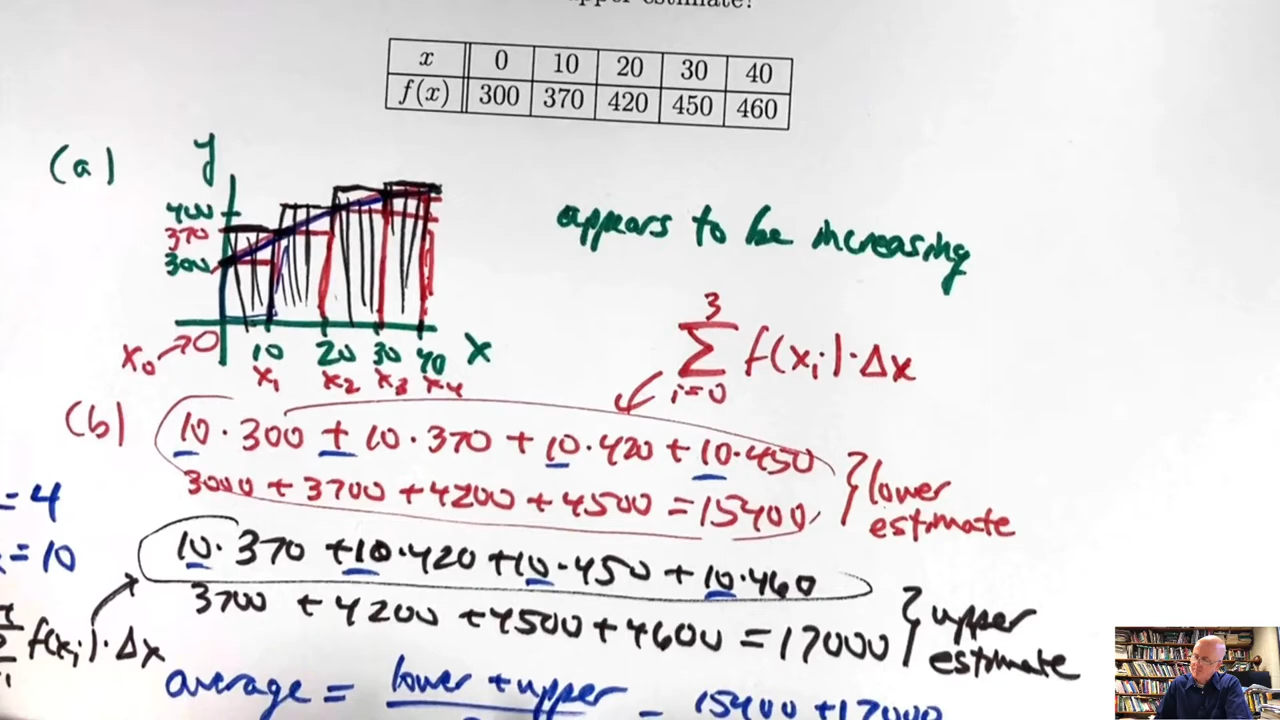 upper estimate?
x 0 10 20 30 40
f(x) 300 370 420 450 460
(a) y
400
370
300
appears to be increasing
x₀ → 0 10 20 30 40 x
x₁ x₂ x₃ x₄
3
∑ f(xᵢ)·Δx
i=0
(b) 10·300 + 10·370 + 10·420 + 10·450
3000 + 3700 + 4200 + 4500 = 15400
} lower estimate
= 4
= 10
10·370 + 10·420 + 10·450 + 10·460
3700 + 4200 + 4500 + 4600 = 17000
} upper estimate
f(xᵢ)·Δx
average = lower + upper = 15400 + 17000